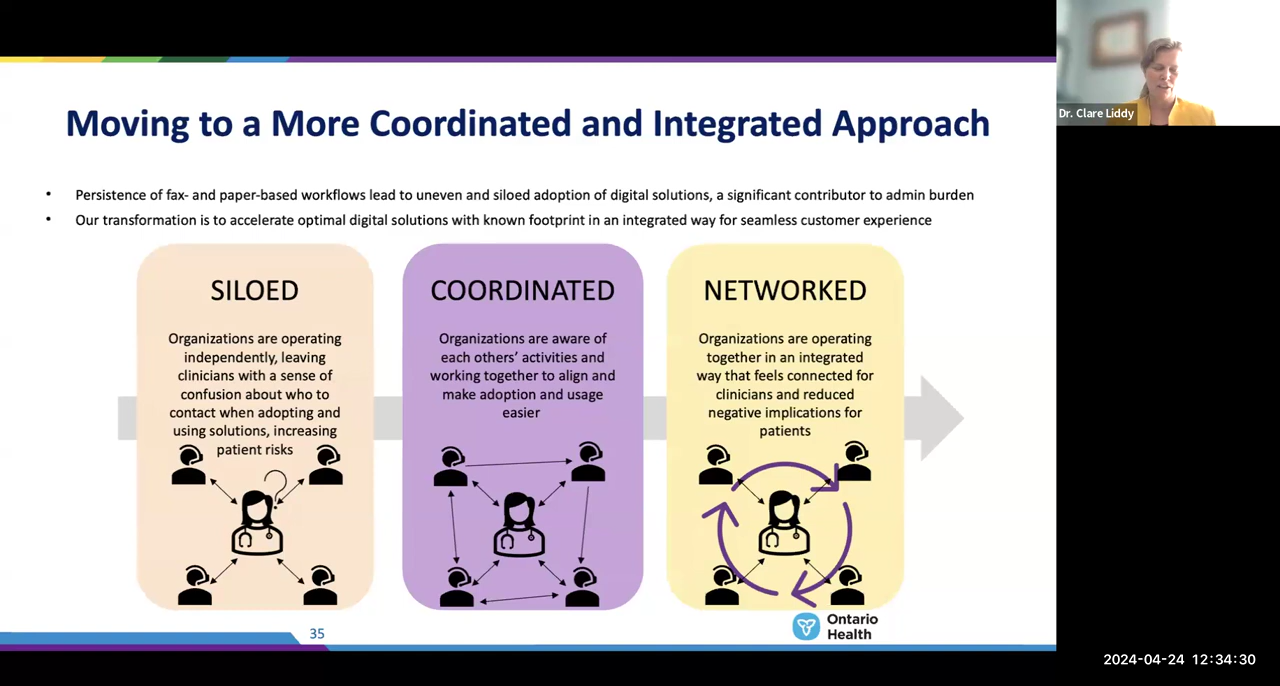 Moving to a More Coordinated and Integrated Approach
• Persistence of fax- and paper-based workflows lead to uneven and siloed adoption of digital solutions, a significant contributor to admin burden
• Our transformation is to accelerate optimal digital solutions with known footprint in an integrated way for seamless customer experience
SILOED
Organizations are operating
independently, leaving
clinicians with a sense of
confusion about who to
contact when adopting and
using solutions, increasing
patient risks
?
COORDINATED
Organizations are aware of
each others’ activities and
working together to align and
make adoption and usage
easier
NETWORKED
Organizations are operating
together in an integrated
way that feels connected for
clinicians and reduced
negative implications for
patients
35
Ontario
Health
Dr. Clare Liddy
2024-04-24 12:34:30